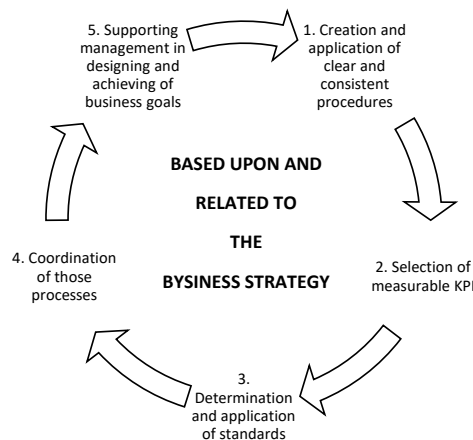 5. Supporting
management in
designing and
achieving of
business goals
1. Creation and
application of
clear and
consistent
procedures
BASED UPON AND
RELATED TO
THE
BYSINESS STRATEGY
4. Coordination
of those
processes
2. Selection of
measurable KPI
3.
Determination
and application
of standards